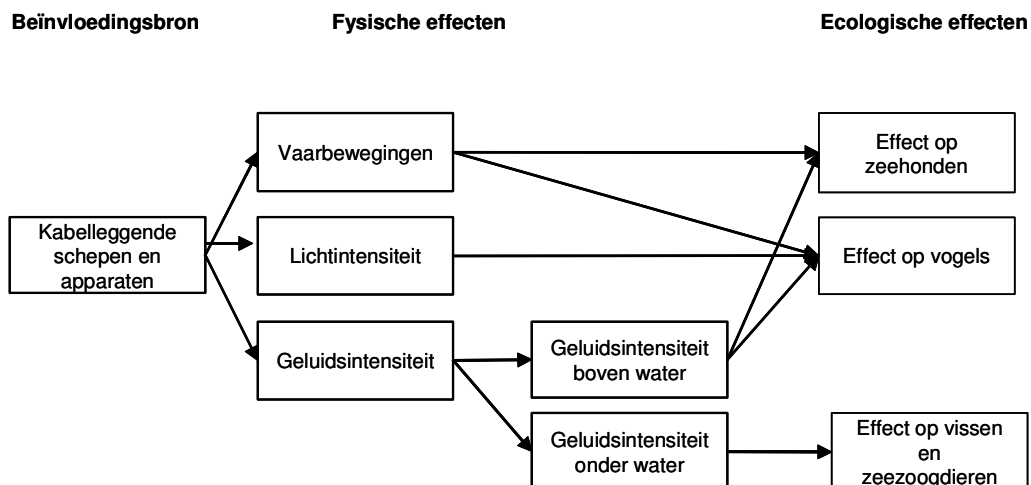 Beïnvloedingsbron
Fysische effecten
Ecologische effecten
Vaarbewegingen
Effect op
zeehonden
Kabelleggende
schepen en
apparaten
Lichtintensiteit
Effect op vogels
Geluidsintensiteit
Geluidsintensiteit
boven water
Geluidsintensiteit
onder water
Effect op vissen
en
zeezoogdieren